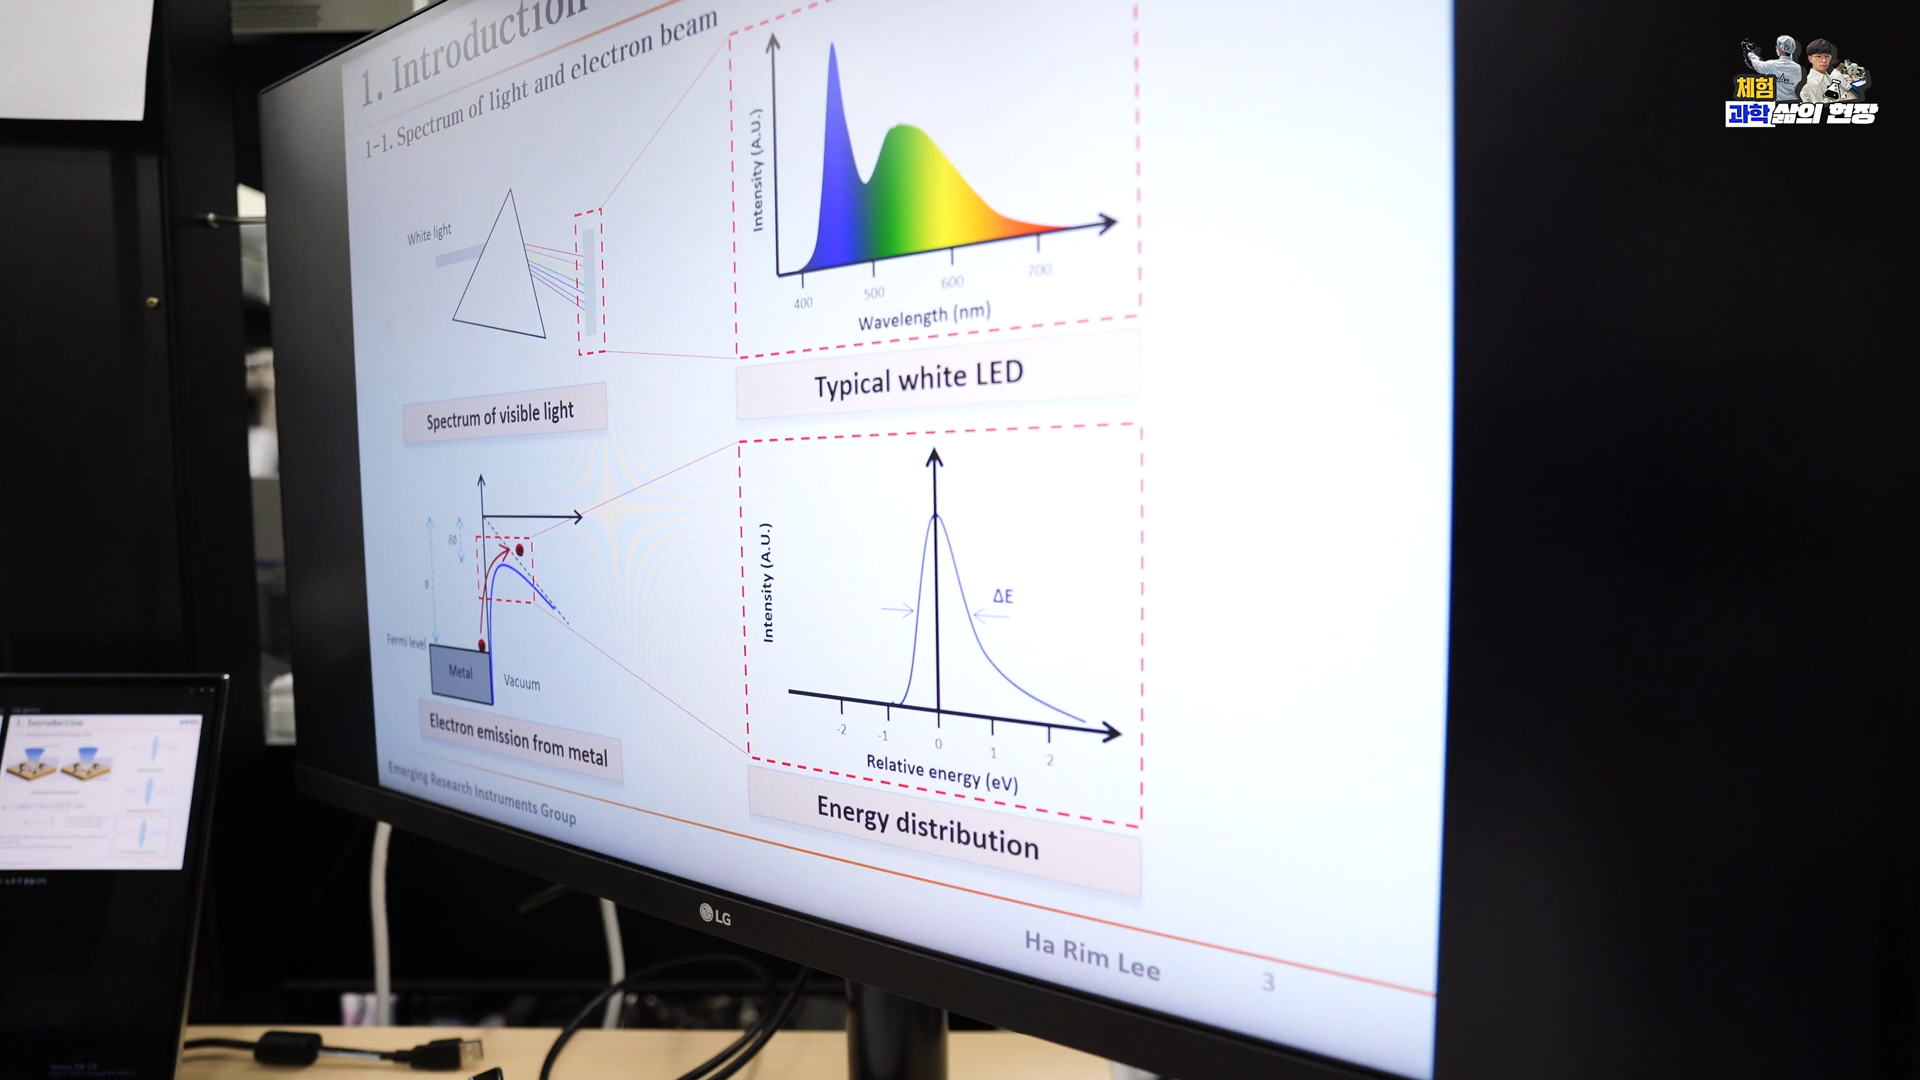 1. Introduction
1-1. Spectrum of light and electron beam
White light
Spectrum of visible light
Intensity (A.U.)
400
500
600
700
Wavelength (nm)
Typical white LED
Fermi level
Metal
Vacuum
Electron emission from metal
Intensity (A.U.)
ΔE
-2
-1
0
1
2
Relative energy (eV)
Energy distribution
Emerging Research Instruments Group
Ha Rim Lee
3
LG
체험
과학 삶의 현장